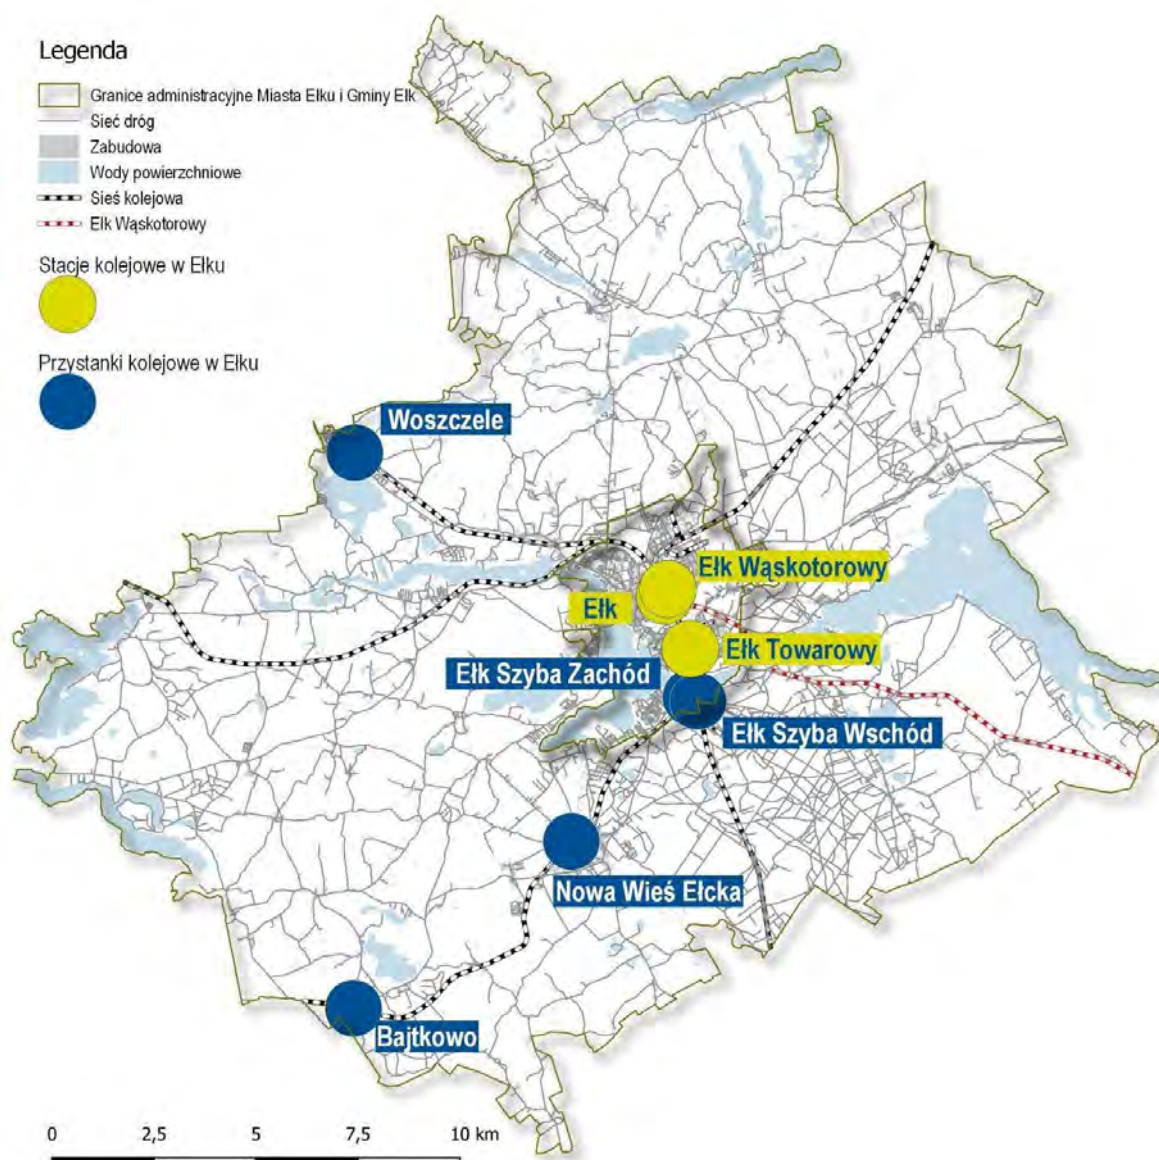 Legenda
Granice administracyjne Miasta Ełku i Gminy Ełk
Sieć dróg
Zabudowa
Wody powierzchniowe
Sieś kolejowa
Ełk Wąskotorowy
Stacje kolejowe w Ełku
Przystanki kolejowe w Ełku
Woszczele
Ełk Wąskotorowy
Ełk
Ełk Towarowy
Ełk Szyba Zachód
Ełk Szyba Wschód
Nowa Wieś Ełcka
Bajtkowo
0 2,5 5 7,5 10 km